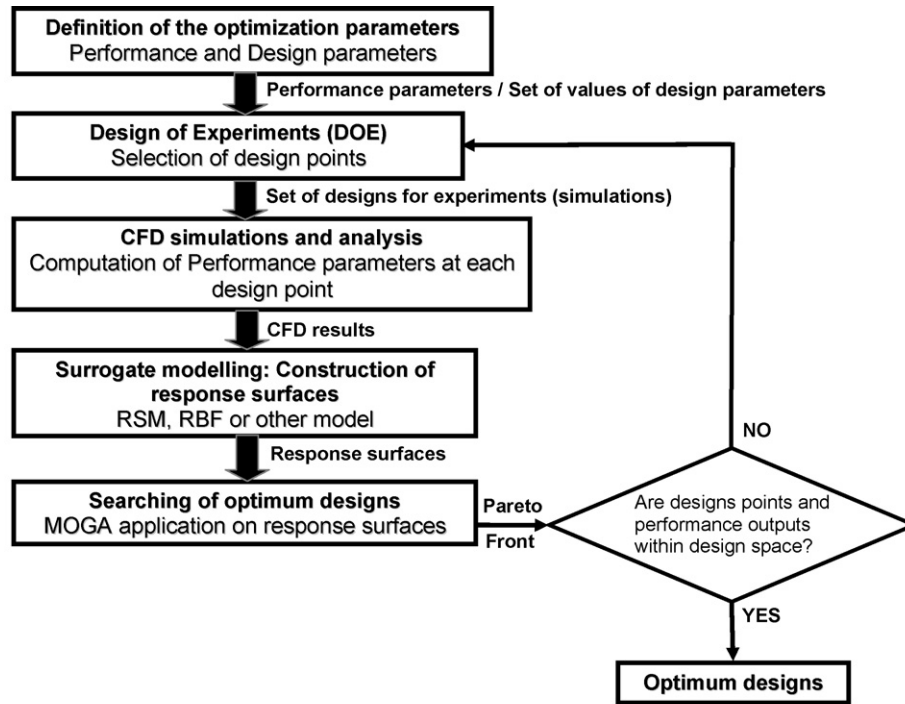 Definition of the optimization parameters
Performance and Design parameters
Performance parameters / Set of values of design parameters
Design of Experiments (DOE)
Selection of design points
Set of designs for experiments (simulations)
CFD simulations and analysis
Computation of Performance parameters at each
design point
CFD results
Surrogate modelling: Construction of
response surfaces
RSM, RBF or other model
Response surfaces
Searching of optimum designs
MOGA application on response surfaces
Pareto
Front
Are designs points and
performance outputs
within design space?
NO
YES
Optimum designs